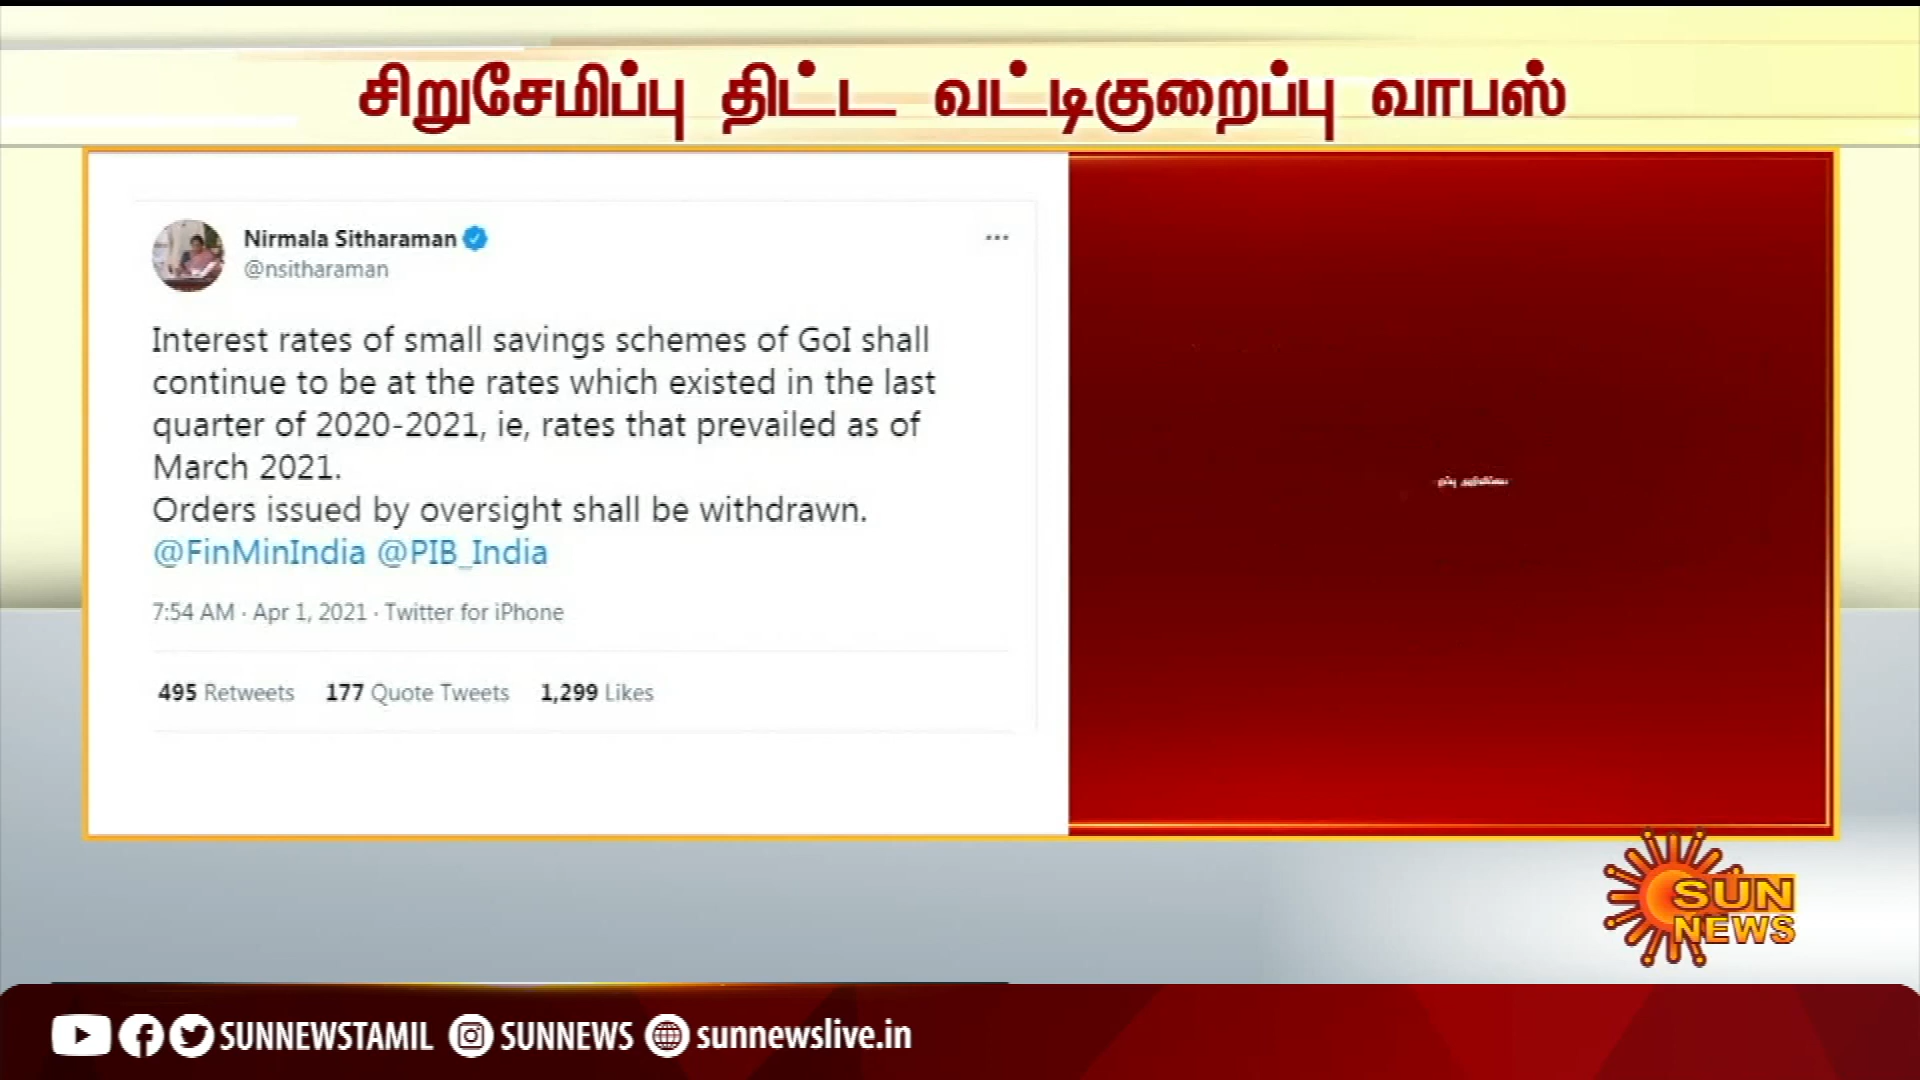 சிறுசேமிப்பு திட்ட வட்டிகுறைப்பு வாபஸ்
Nirmala Sitharaman
@nsitharaman
Interest rates of small savings schemes of GoI shall
continue to be at the rates which existed in the last
quarter of 2020-2021, ie, rates that prevailed as of
March 2021.
Orders issued by oversight shall be withdrawn.
@FinMinIndia @PIB_India
7:54 AM · Apr 1, 2021 · Twitter for iPhone
495 Retweets 177 Quote Tweets 1,299 Likes
SUN
NEWS
SUNNEWSTAMIL SUNNEWS sunnewslive.in